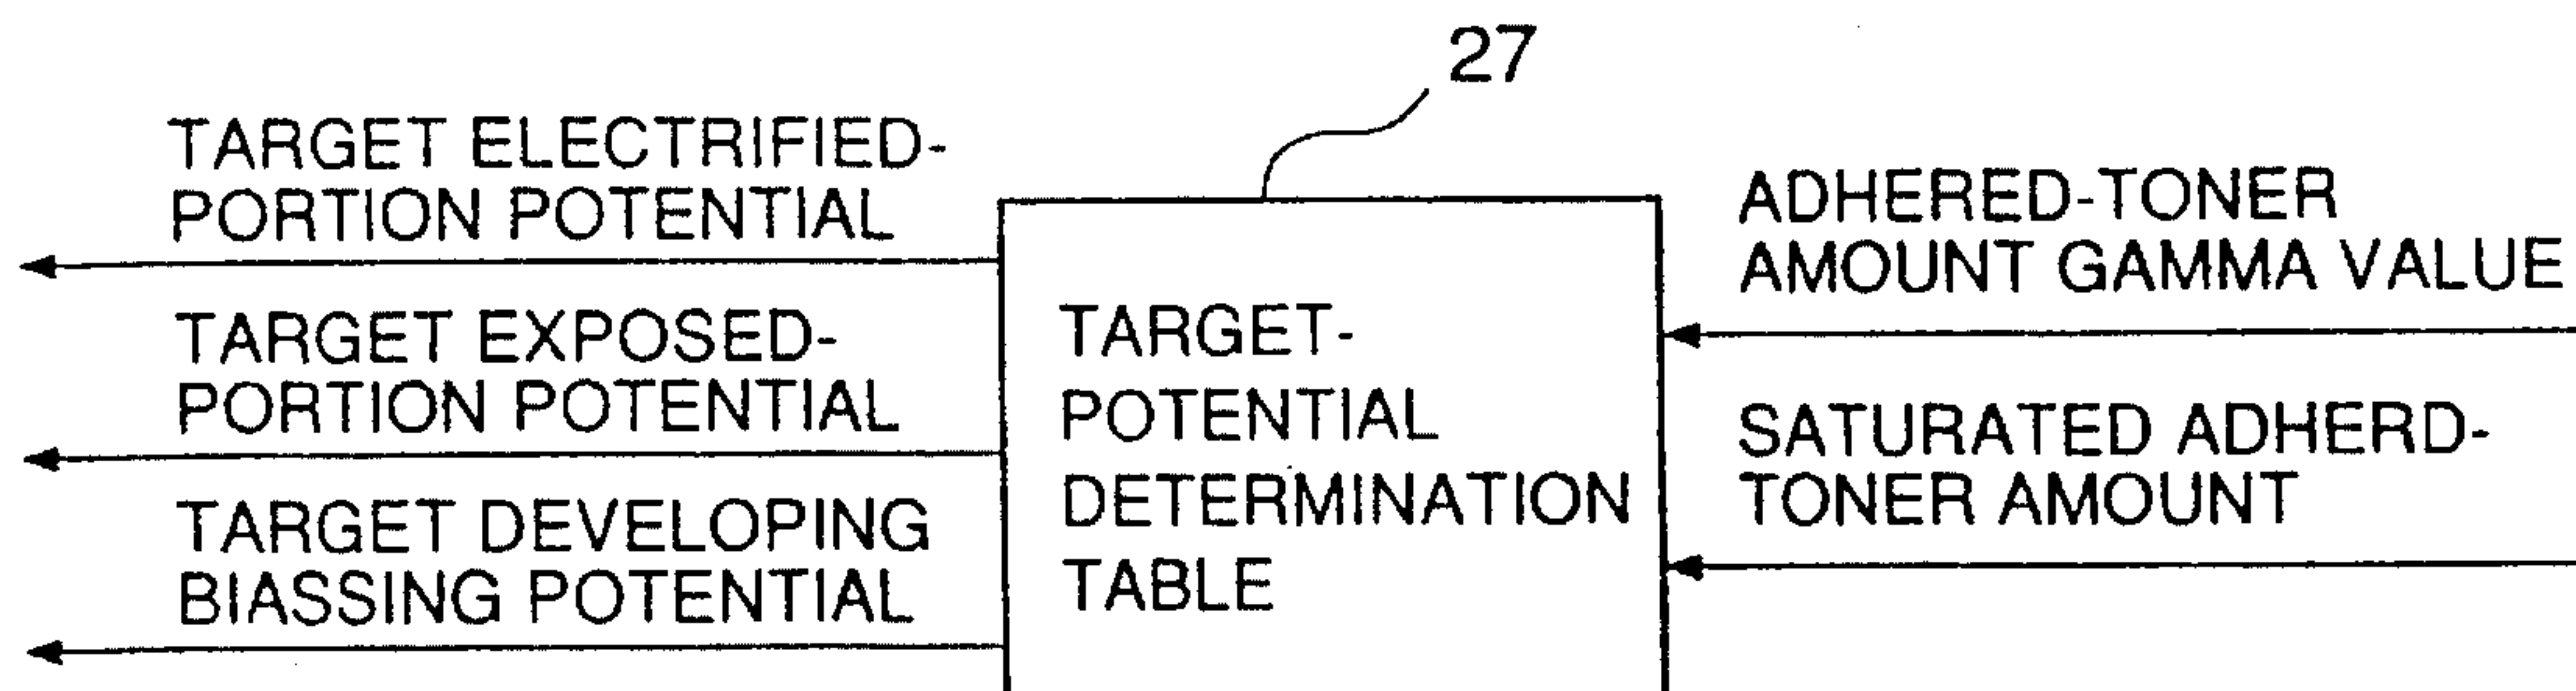 27
TARGET ELECTRIFIED-
PORTION POTENTIAL
TARGET EXPOSED-
PORTION POTENTIAL
TARGET DEVELOPING
BIASSING POTENTIAL
TARGET-
POTENTIAL
DETERMINATION
TABLE
ADHERED-TONER
AMOUNT GAMMA VALUE
SATURATED ADHERD-
TONER AMOUNT